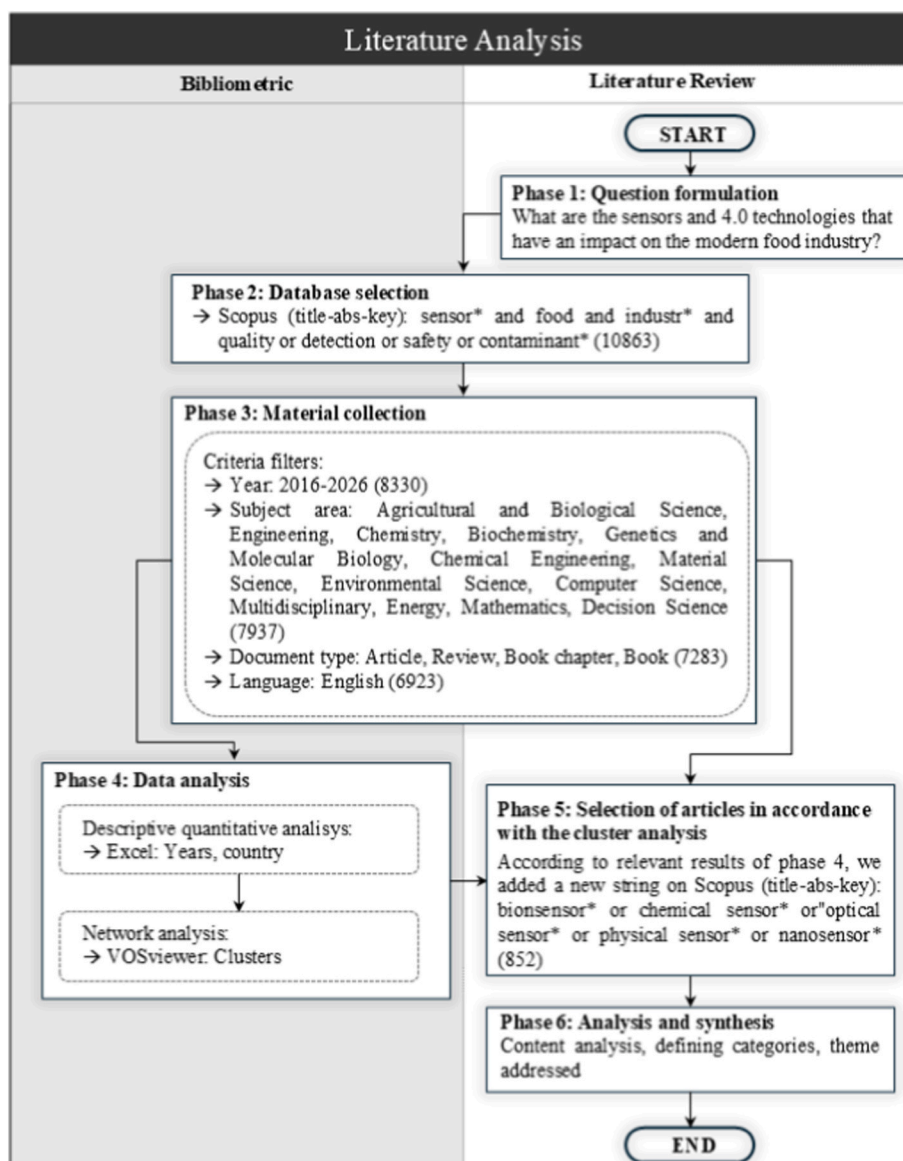 Literature Analysis
Bibliometric
Literature Review
START
Phase 1: Question formulation
What are the sensors and 4.0 technologies that
have an impact on the modern food industry?
Phase 2: Database selection
→ Scopus (title-abs-key): sensor* and food and industr* and
quality or detection or safety or contaminant* (10863)
Phase 3: Material collection
Criteria filters:
→ Year: 2016-2026 (8330)
→ Subject area: Agricultural and Biological Science,
Engineering, Chemistry, Biochemistry, Genetics and
Molecular Biology, Chemical Engineering, Material
Science, Environmental Science, Computer Science,
Multidisciplinary, Energy, Mathematics, Decision Science
(7937)
→ Document type: Article, Review, Book chapter, Book (7283)
→ Language: English (6923)
Phase 4: Data analysis
Descriptive quantitative analisys:
→ Excel: Years, country
Network analysis:
→ VOSviewer: Clusters
Phase 5: Selection of articles in accordance
with the cluster analysis
According to relevant results of phase 4, we
added a new string on Scopus (title-abs-key):
bionsensor* or chemical sensor* or"optical
sensor* or physical sensor* or nanosensor*
(852)
Phase 6: Analysis and synthesis
Content analysis, defining categories, theme
addressed
END